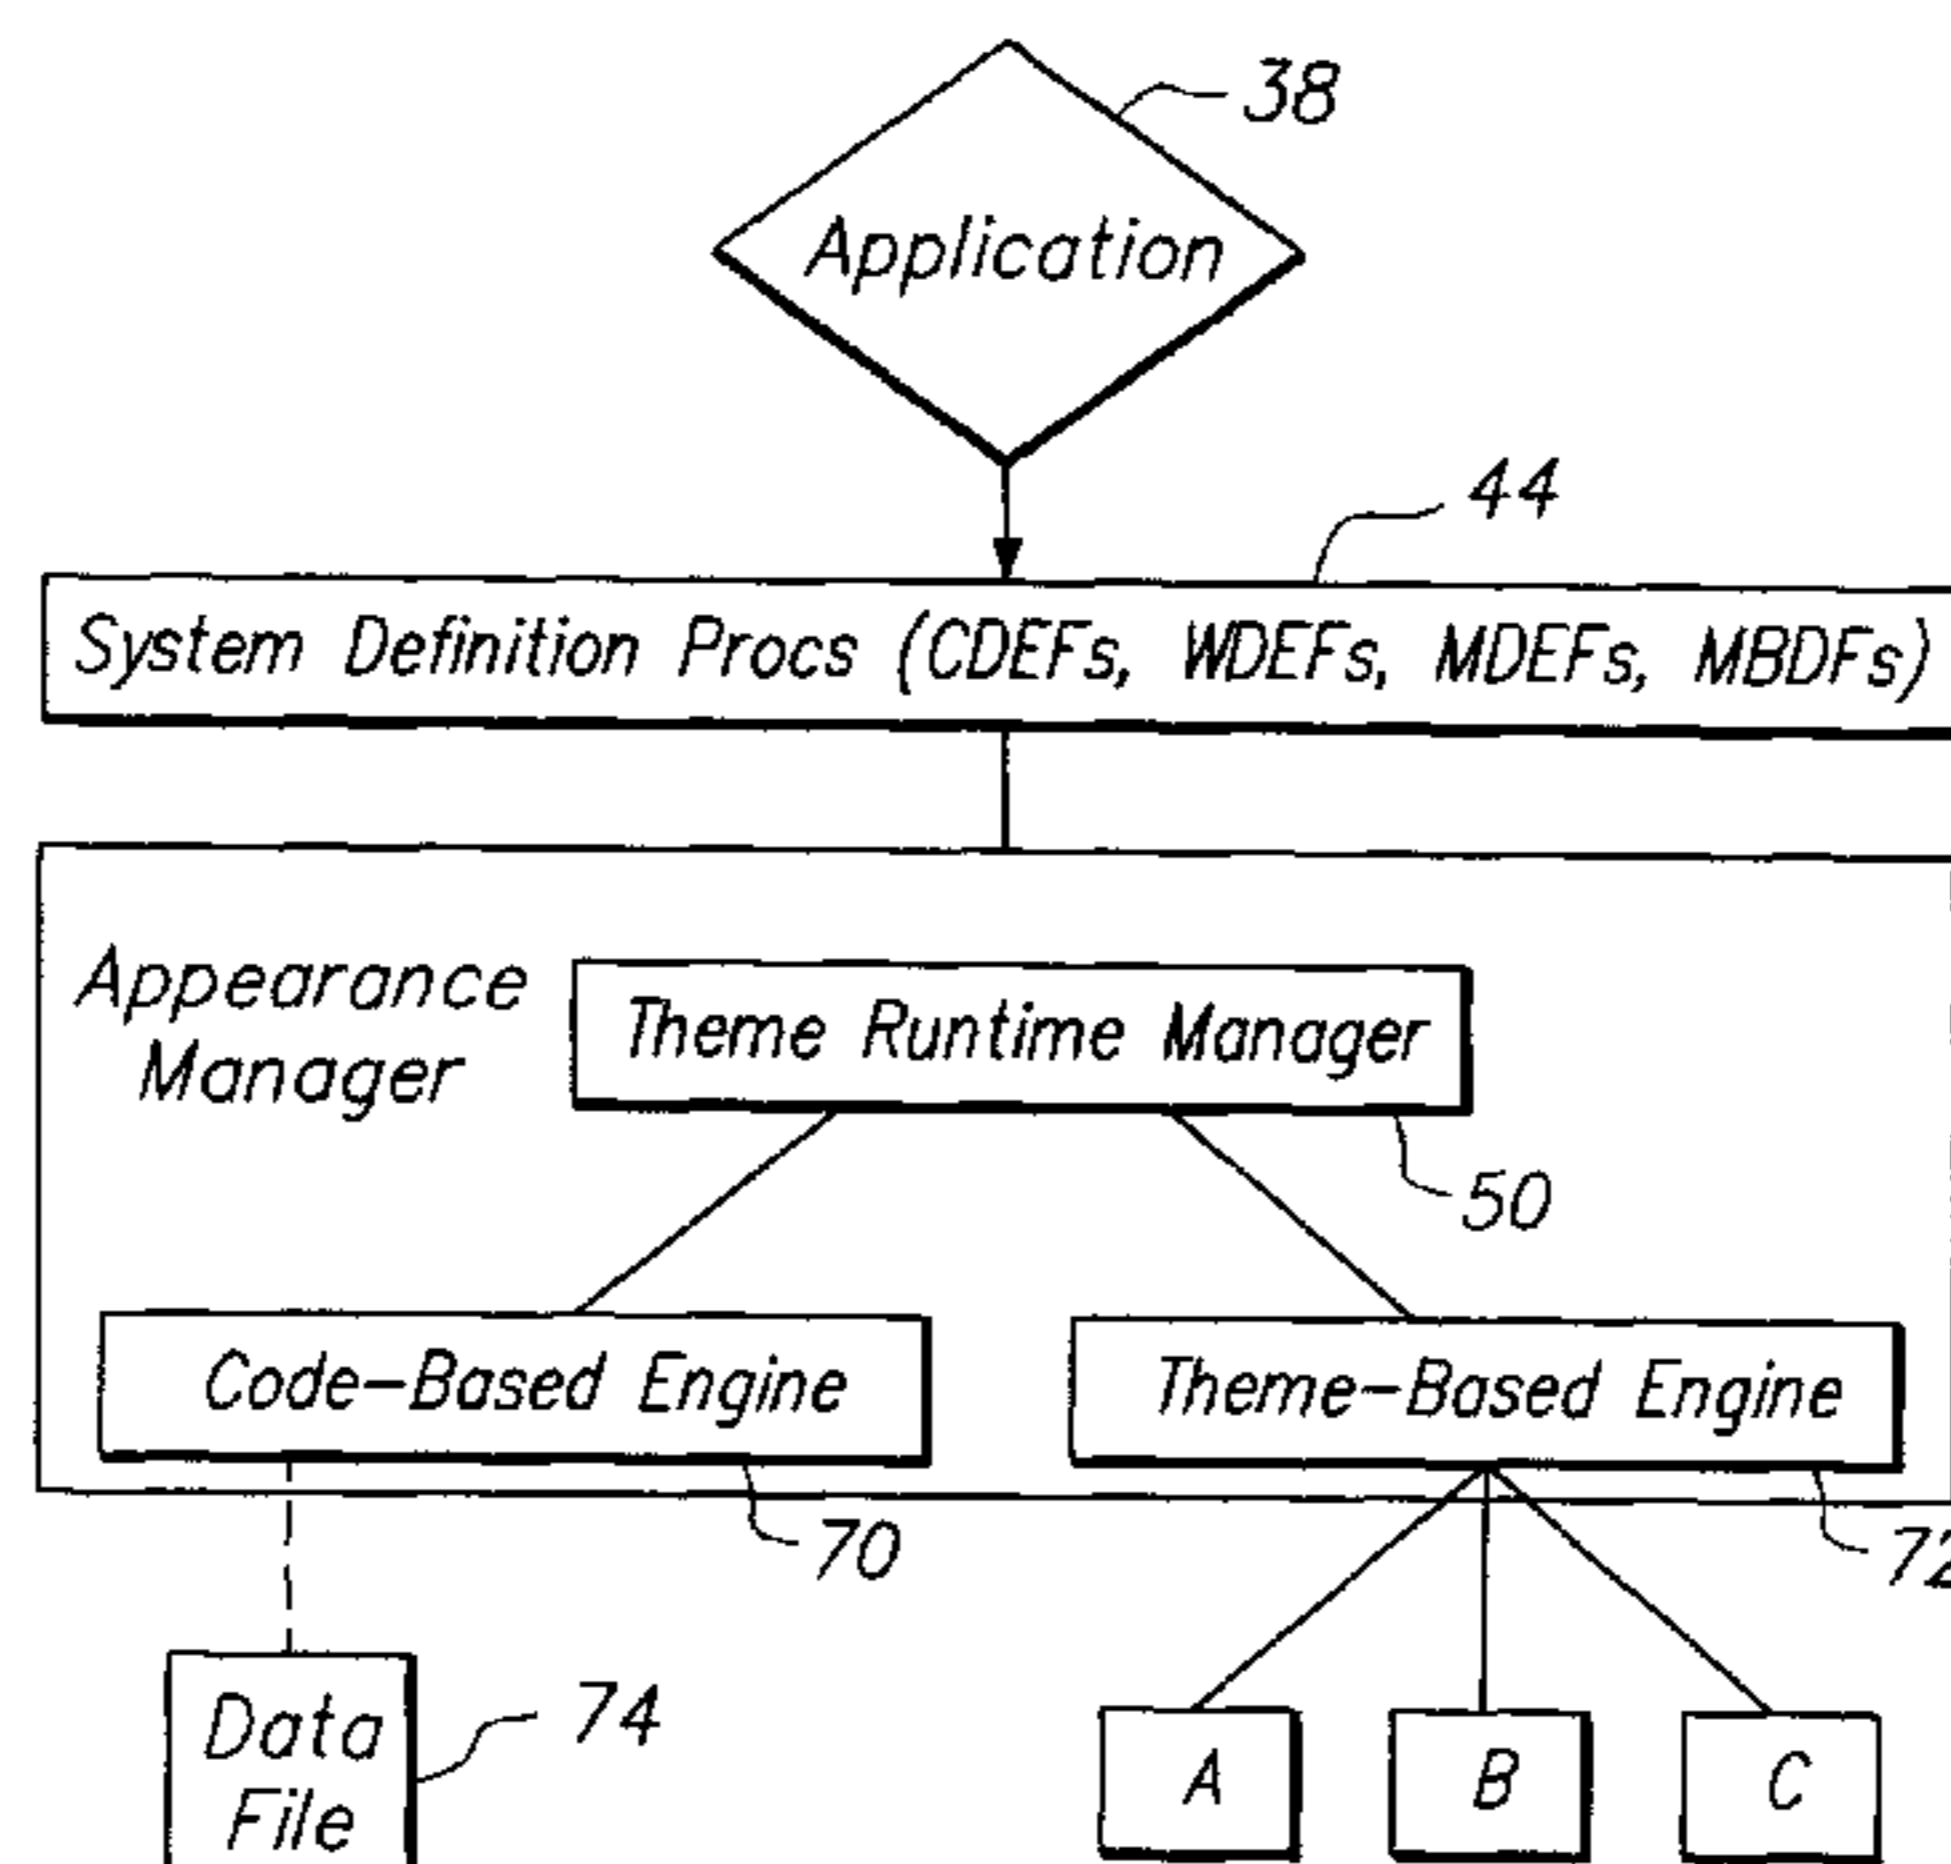 38
Application
44
System Definition Procs (CDEFs, WDEFs, MDEFs, MBDFs)
Appearance
Manager
Theme Runtime Manager
50
Code-Based Engine
Theme-Based Engine
70
72
Data
File
74
A
B
C